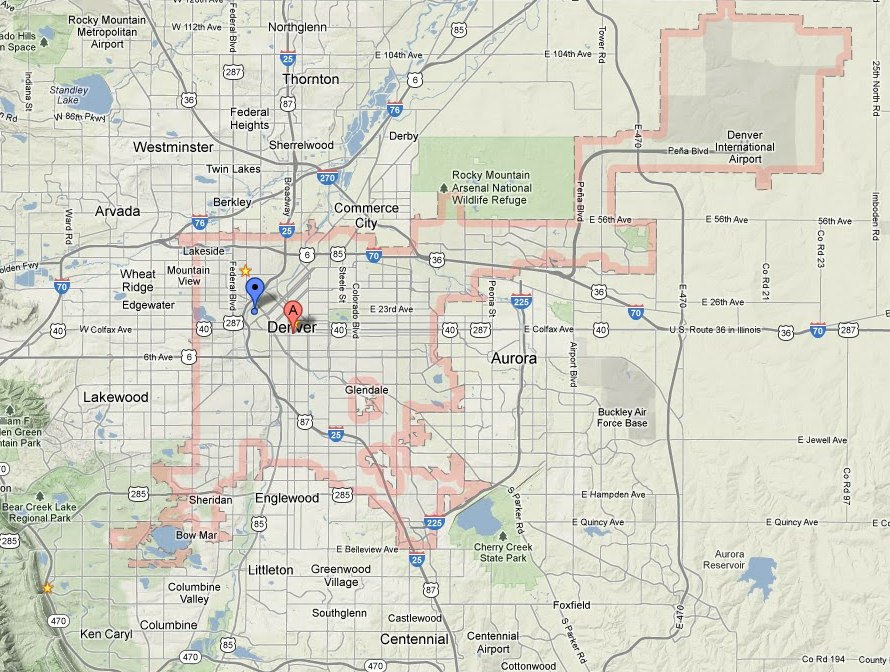 W 120th Ave
E-470
Rocky Mountain
Metropolitan
Airport
Federal Blvd
Northglenn
W 112th Ave
85
Tower Rd
25
E 104th Ave
E 104th Ave
Thornton
287
6
25th North Rd
Indiana St
Standley
Lake
36
87
76
W 86th Pkwy
Federal
Heights
Sherrelwood
Derby
E-470
Denver
International
Airport
Peña Blvd
Westminster
Twin Lakes
270
Rocky Mountain
Arsenal National
Wildlife Refuge
Broadway
Berkley
Peña Blvd
Arvada
Commerce
City
Imboden Rd
Ward Rd
76
25
E 56th Ave
E 56th Ave
56th Ave
Lakeside
6
85
70
36
Co Rd 23
Co Rd 21
Wheat
Ridge
Mountain
View
Federal Blvd
Steele St
Colorado Blvd
Peoria St
70
Edgewater
E 23rd Ave
225
36
E-470
E 26th Ave
A
70
40
W Colfax Ave
40
287
Denver
40
40
287
E Colfax Ave
40
U.S. Route 36 in Illinois
36
70
287
6th Ave
6
Aurora
Airport Blvd
Lakewood
Glendale
Buckley Air
Force Base
87
25
E Jewell Ave
285
Sheridan
Englewood
285
S Parker Rd
E Hampden Ave
Co Rd 97
Bear Creek Lake
Regional Park
85
225
E Quincy Ave
E Quincy Ave
285
Bow Mar
E Belleview Ave
25
Cherry Creek
State Park
Aurora
Reservoir
Littleton
Greenwood
Village
Columbine
Valley
87
470
Southglenn
Castlewood
Foxfield
E-470
Ken Caryl
Columbine
85
Centennial
Centennial
Airport
S Parker Rd
470
470
Cottonwood
Co Rd 194